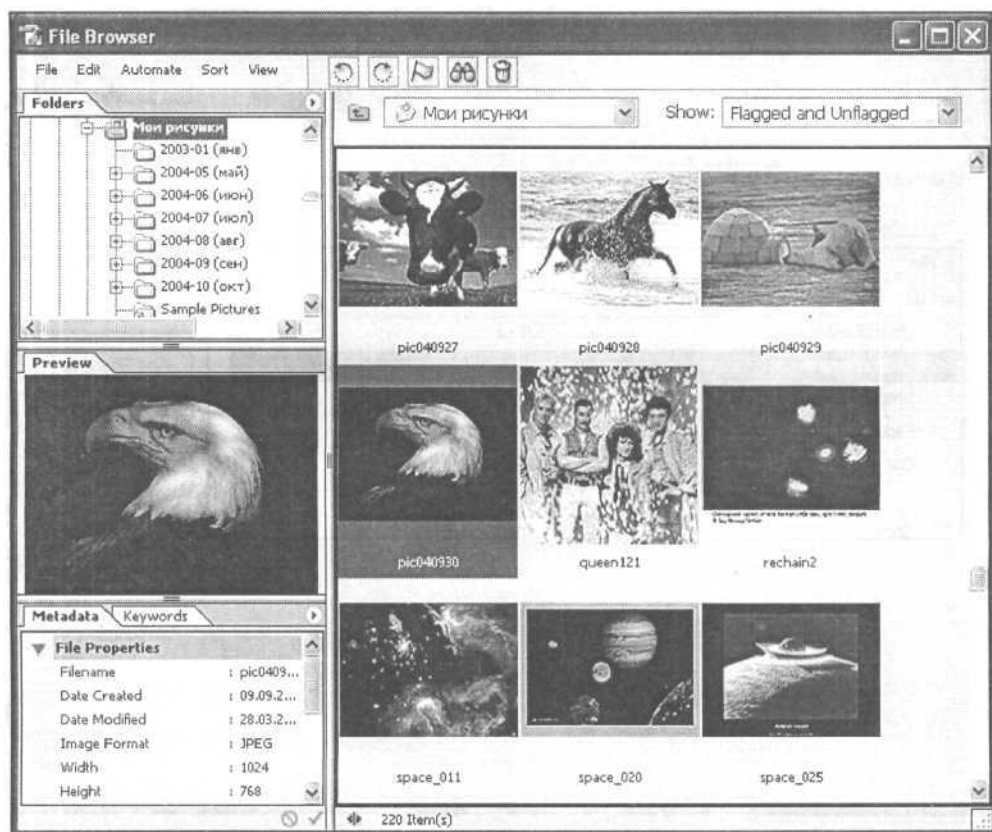 File Browser
File Edit Automate Sort View
Folders
Мои рисунки
2003-01 (янв)
2004-05 (май)
2004-06 (июн)
2004-07 (июл)
2004-08 (авг)
2004-09 (сен)
2004-10 (окт)
Sample Pictures
Preview
Metadata Keywords
File Properties
Filename : pic0409...
Date Created : 09.09.2...
Date Modified : 28.03.2...
Image Format : JPEG
Width : 1024
Height : 768
Мои рисунки Show: Flagged and Unflagged
pic040927 pic040928 pic040929
pic040930 queen121 rechain2
space_011 space_020 space_025
220 Item(s)